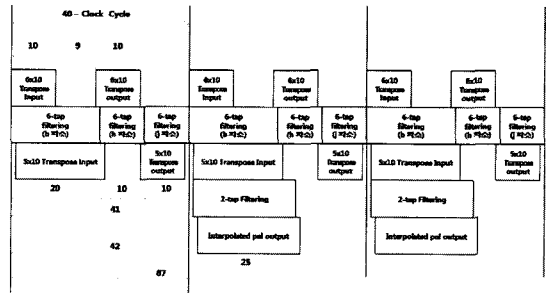 40 – Clock Cycle
10 9 10
6x10 Transpose Input
6x10 Transpose output
6x10 Transpose Input
6x10 Transpose output
6x10 Transpose Input
6x10 Transpose output
6-tap filtering
6-tap filtering
6-tap filtering
6-tap filtering
6-tap filtering
6-tap filtering
6-tap filtering
6-tap filtering
6-tap filtering
5x10 Transpose Input
5x10 Transpose output
5x10 Transpose Input
5x10 Transpose output
5x10 Transpose Input
5x10 Transpose output
20 10 10
2-tap Filtering
2-tap Filtering
41
Interpolated pel output
Interpolated pel output
42
25
87